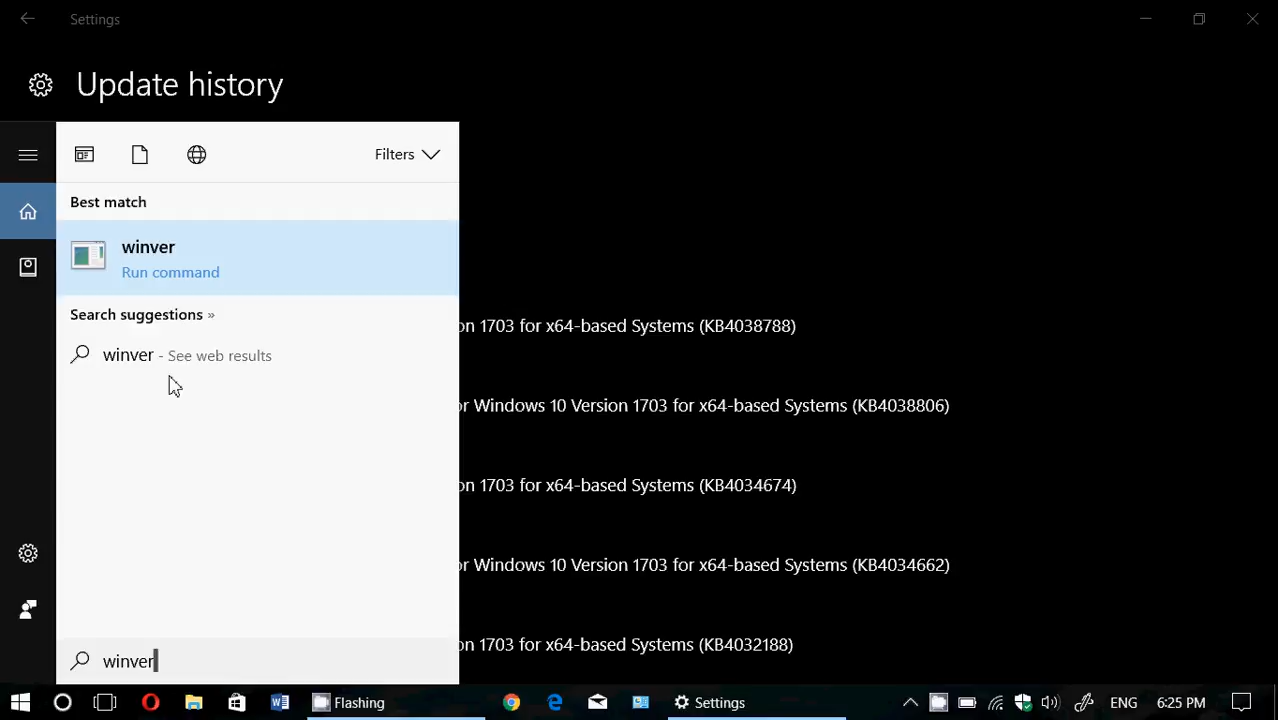 Settings
Update history
Filters
Best match
winver
Run command
Search suggestions »
winver - See web results
on 1703 for x64-based Systems (KB4038788)
or Windows 10 Version 1703 for x64-based Systems (KB4038806)
on 1703 for x64-based Systems (KB4034674)
or Windows 10 Version 1703 for x64-based Systems (KB4034662)
on 1703 for x64-based Systems (KB4032188)
winver
Flashing
Settings
ENG
6:25 PM